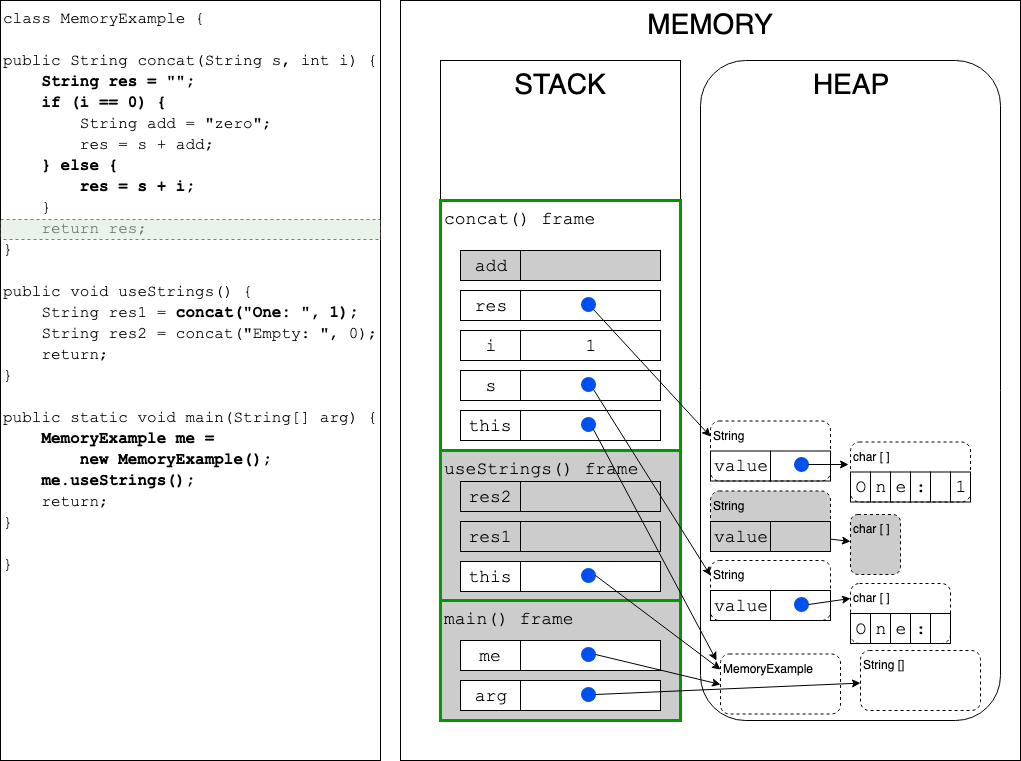 class MemoryExample {
public String concat(String s, int i) {
    String res = "";
    if (i == 0) {
        String add = "zero";
        res = s + add;
    } else {
        res = s + i;
    }
    return res;
}
public void useStrings() {
    String res1 = concat("One: ", 1);
    String res2 = concat("Empty: ", 0);
    return;
}
public static void main(String[] arg) {
    MemoryExample me =
        new MemoryExample();
    me.useStrings();
    return;
}
}
MEMORY
STACK
concat() frame
add
res
i 1
s
this
useStrings() frame
res2
res1
this
main() frame
me
arg
HEAP
String
value
char [ ]
O n e :   1
String
value
char [ ]
String
value
char [ ]
O n e :
MemoryExample
String []